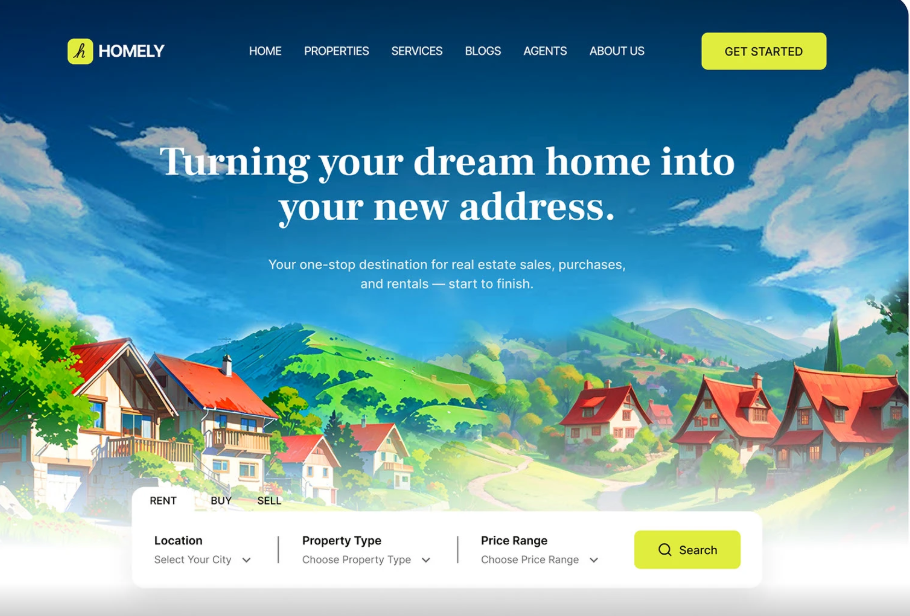 h HOMELY
HOME PROPERTIES SERVICES BLOGS AGENTS ABOUT US
GET STARTED
Turning your dream home into
your new address.
Your one-stop destination for real estate sales, purchases,
and rentals — start to finish.
RENT BUY SELL
Location
Select Your City
Property Type
Choose Property Type
Price Range
Choose Price Range
Search